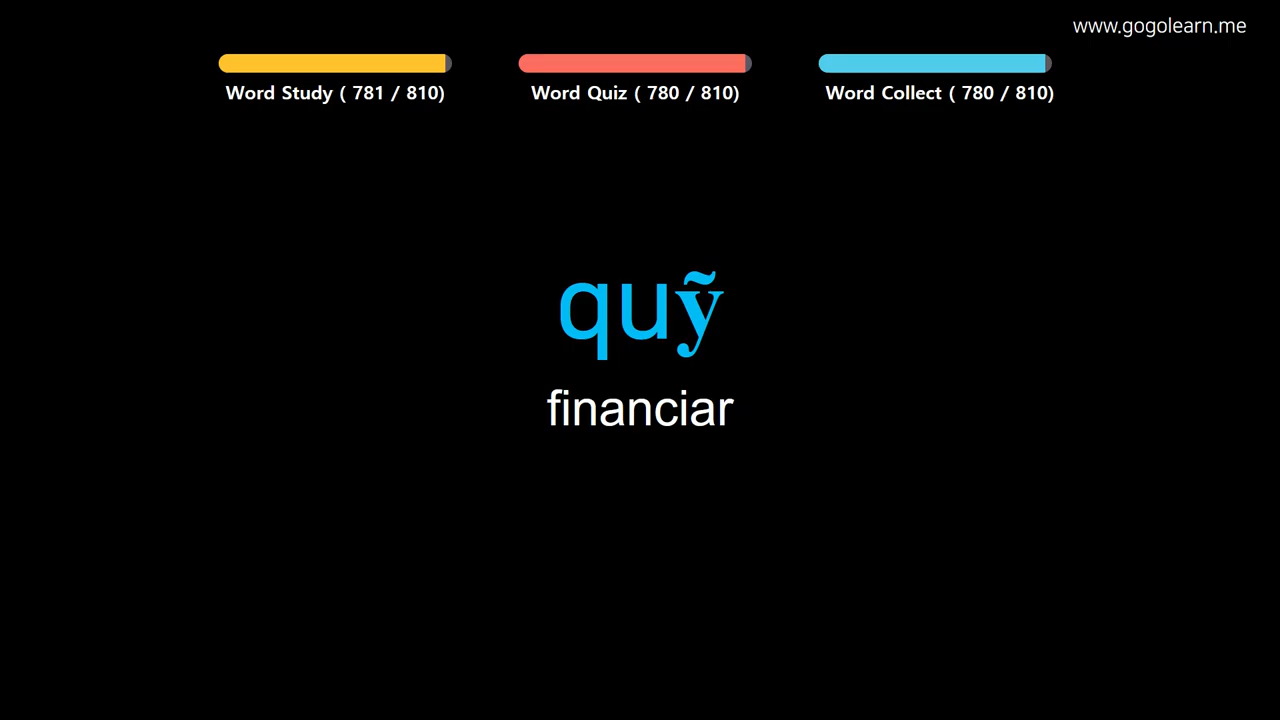 www.gogolearn.me
Word Study ( 781 / 810)
Word Quiz ( 780 / 810)
Word Collect ( 780 / 810)
quỹ
financiar